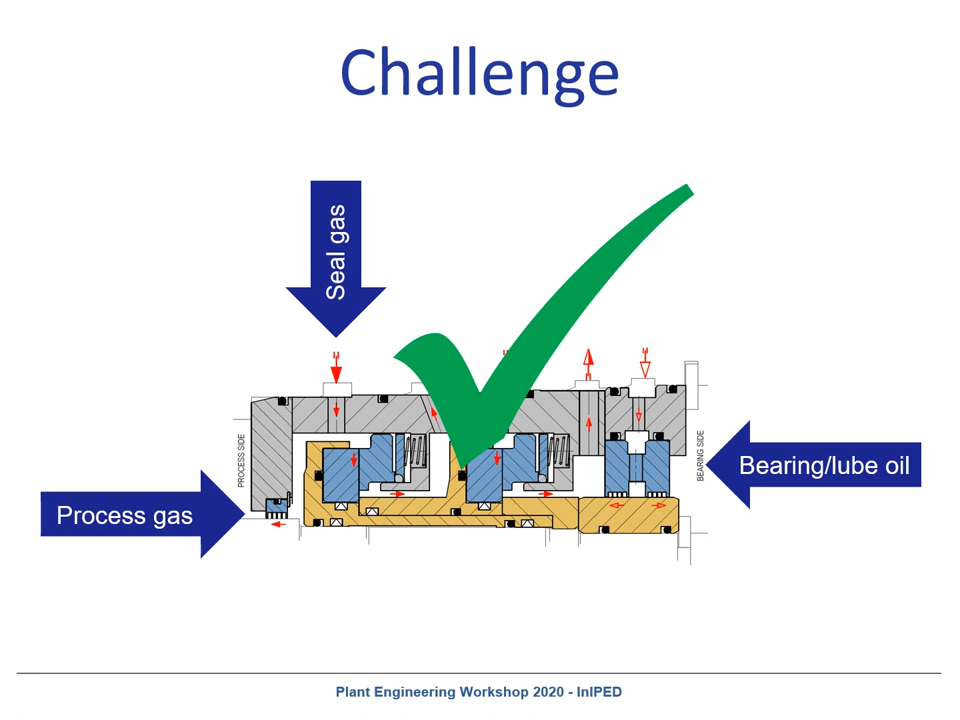 Challenge
Seal gas
PROCESS SIDE
BEARING SIDE
Bearing/lube oil
Process gas
Plant Engineering Workshop 2020 - InIPED